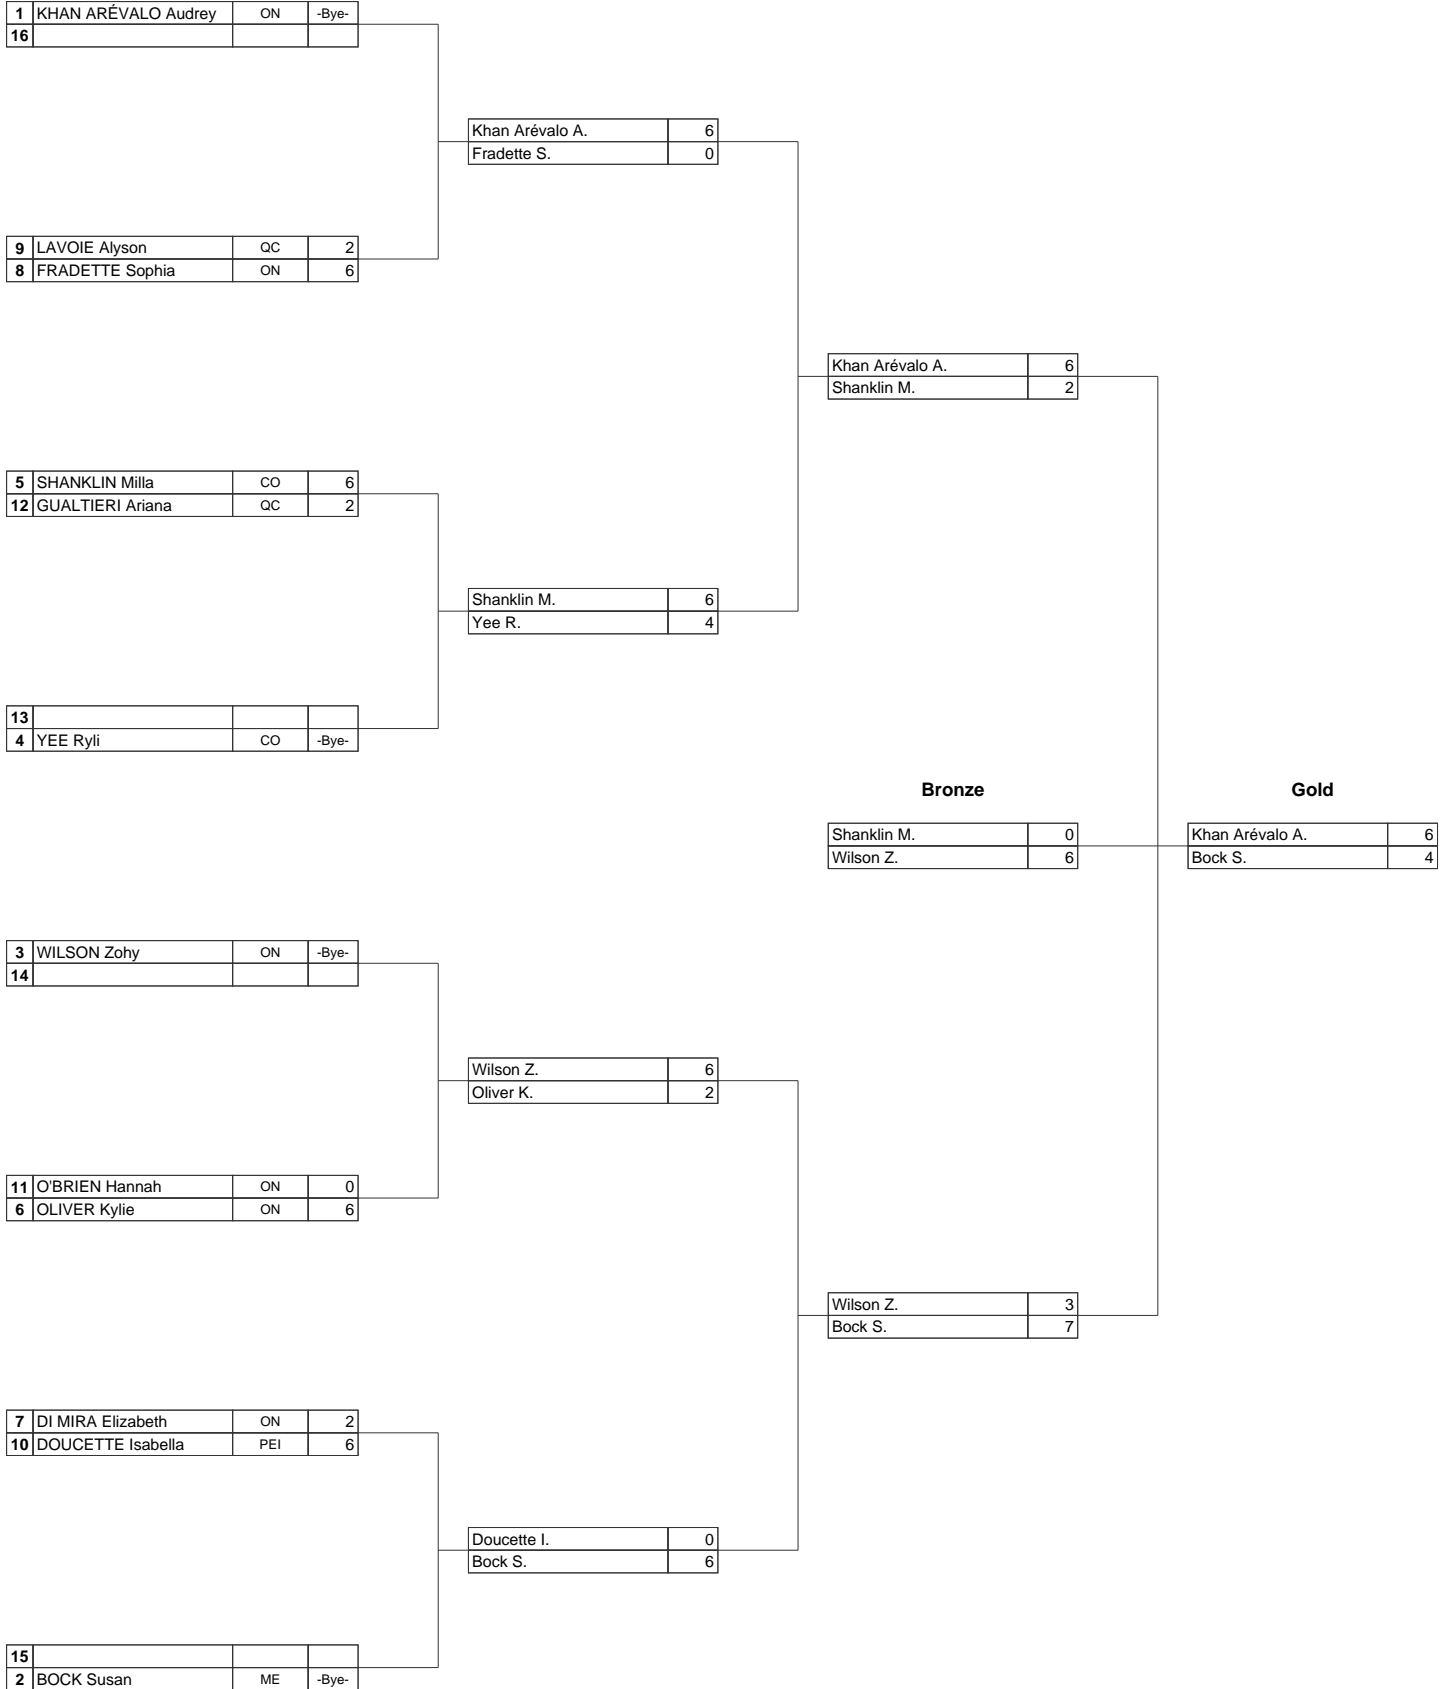 1 KHAN ARÉVALO Audrey ON -Bye-
16
Khan Arévalo A. 6
Fradette S. 0
9 LAVOIE Alyson QC 2
8 FRADETTE Sophia ON 6
Khan Arévalo A. 6
Shanklin M. 2
5 SHANKLIN Milla CO 6
12 GUALTIERI Ariana QC 2
Shanklin M. 6
Yee R. 4
13
4 YEE Ryli CO -Bye-
Bronze Gold
Shanklin M. 0 Khan Arévalo A. 6
Wilson Z. 6 Bock S. 4
3 WILSON Zohy ON -Bye-
14
Wilson Z. 6
Oliver K. 2
11 O'BRIEN Hannah ON 0
6 OLIVER Kylie ON 6
Wilson Z. 3
Bock S. 7
7 DI MIRA Elizabeth ON 2
10 DOUCETTE Isabella PEI 6
Doucette I. 0
Bock S. 6
15
2 BOCK Susan ME -Bye-